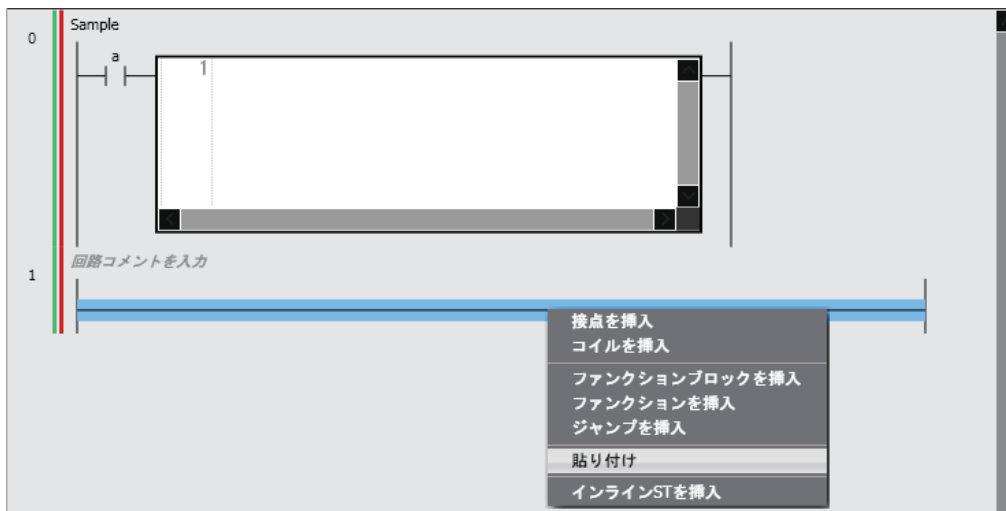 Sample
0
a
1
回路コメントを入力
1
接点を挿入
コイルを挿入
ファンクションブロックを挿入
ファンクションを挿入
ジャンプを挿入
貼り付け
インラインSTを挿入